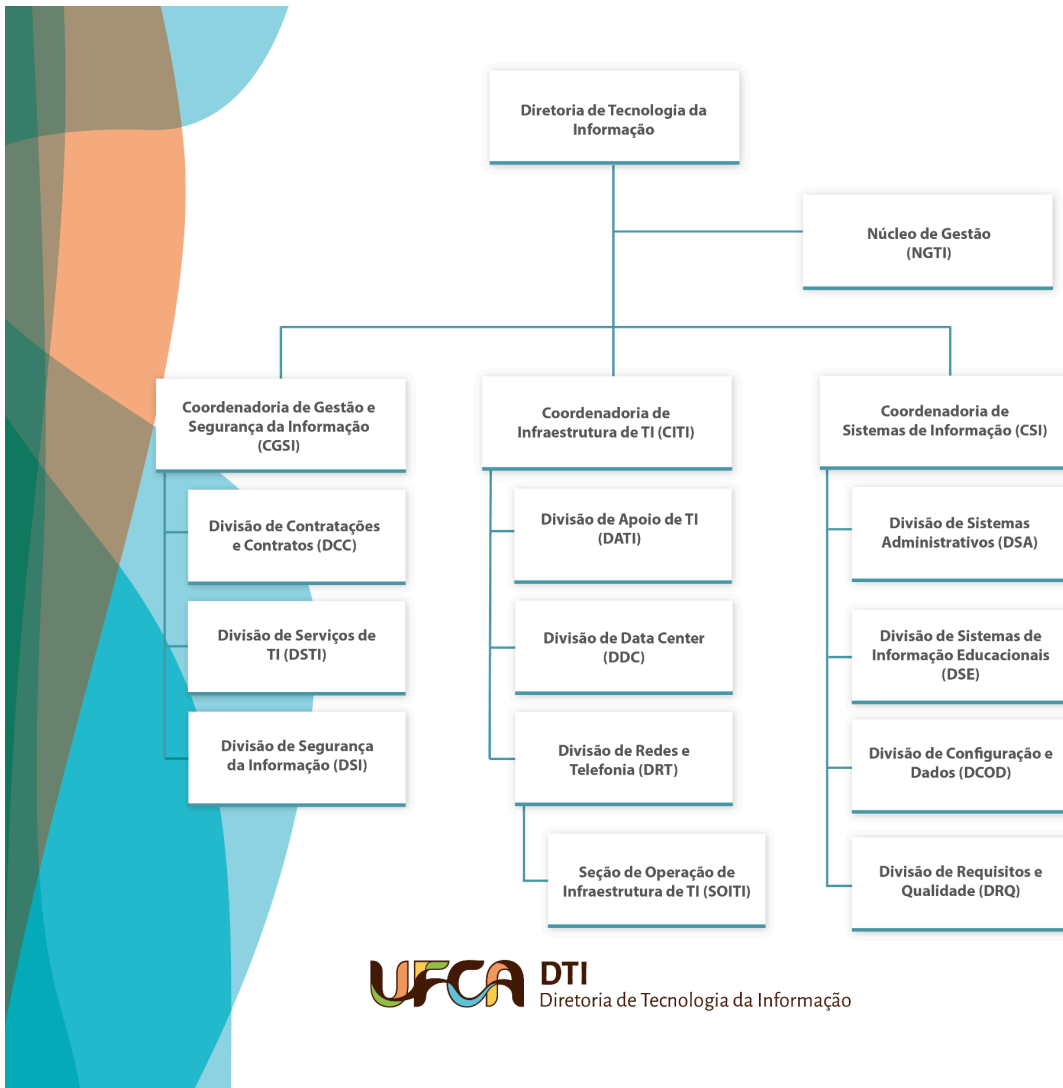 Diretoria de Tecnologia da
Informação
Núcleo de Gestão
(NGTI)
Coordenadoria de Gestão e
Segurança da Informação
(CGSI)
Divisão de Contratações
e Contratos (DCC)
Divisão de Serviços de
TI (DSTI)
Divisão de Segurança
da Informação (DSI)
Coordenadoria de
Infraestrutura de TI (CITI)
Divisão de Apoio de TI
(DATI)
Divisão de Data Center
(DDC)
Divisão de Redes e
Telefonia (DRT)
Seção de Operação de
Infraestrutura de TI (SOITI)
Coordenadoria de
Sistemas de Informação (CSI)
Divisão de Sistemas
Administrativos (DSA)
Divisão de Sistemas de
Informação Educacionais
(DSE)
Divisão de Configuração e
Dados (DCOD)
Divisão de Requisitos e
Qualidade (DRQ)
UFCA
DTI
Diretoria de Tecnologia da Informação